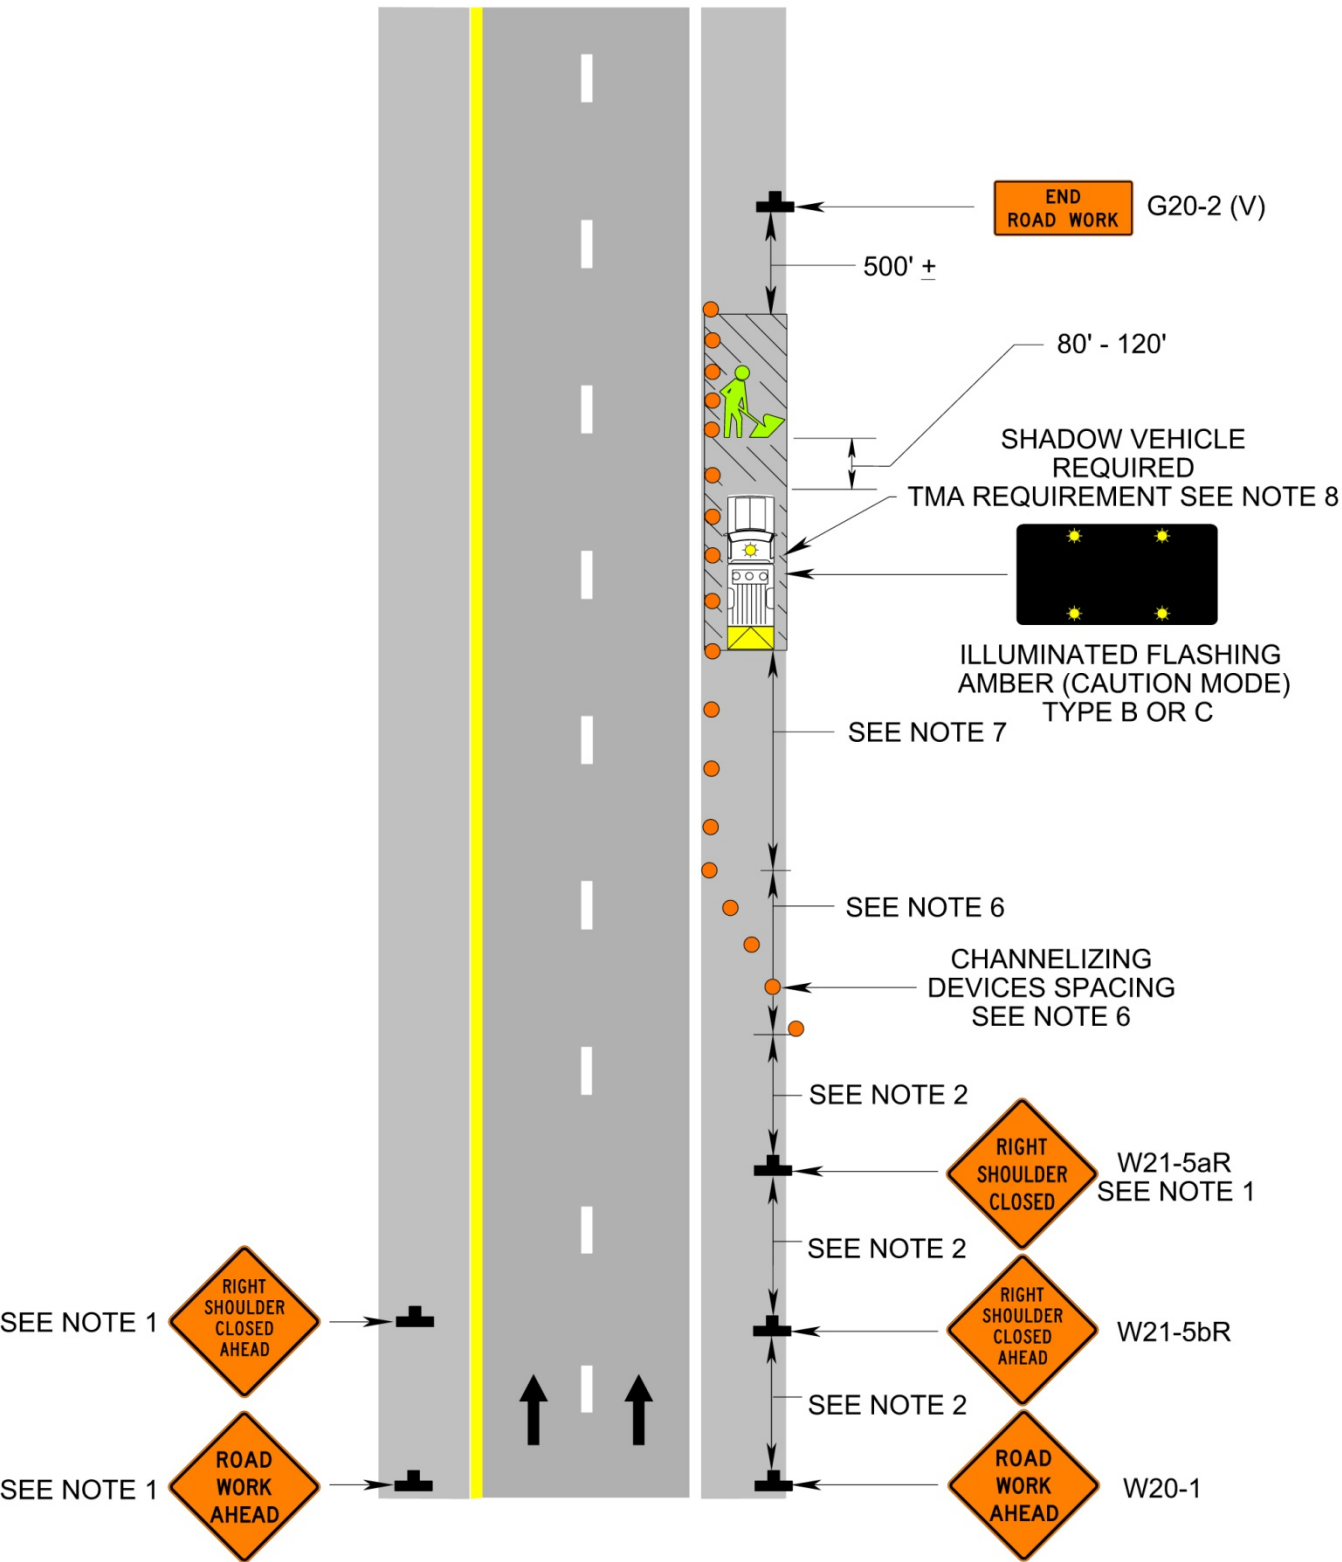 END
ROAD WORK
G20-2 (V)
500' ±
80' - 120'
SHADOW VEHICLE
REQUIRED
TMA REQUIREMENT SEE NOTE 8
ILLUMINATED FLASHING
AMBER (CAUTION MODE)
TYPE B OR C
SEE NOTE 7
SEE NOTE 6
CHANNELIZING
DEVICES SPACING
SEE NOTE 6
SEE NOTE 2
RIGHT
SHOULDER
CLOSED
W21-5aR
SEE NOTE 1
SEE NOTE 2
SEE NOTE 1
RIGHT
SHOULDER
CLOSED
AHEAD
RIGHT
SHOULDER
CLOSED
AHEAD
W21-5bR
SEE NOTE 2
SEE NOTE 1
ROAD
WORK
AHEAD
ROAD
WORK
AHEAD
W20-1